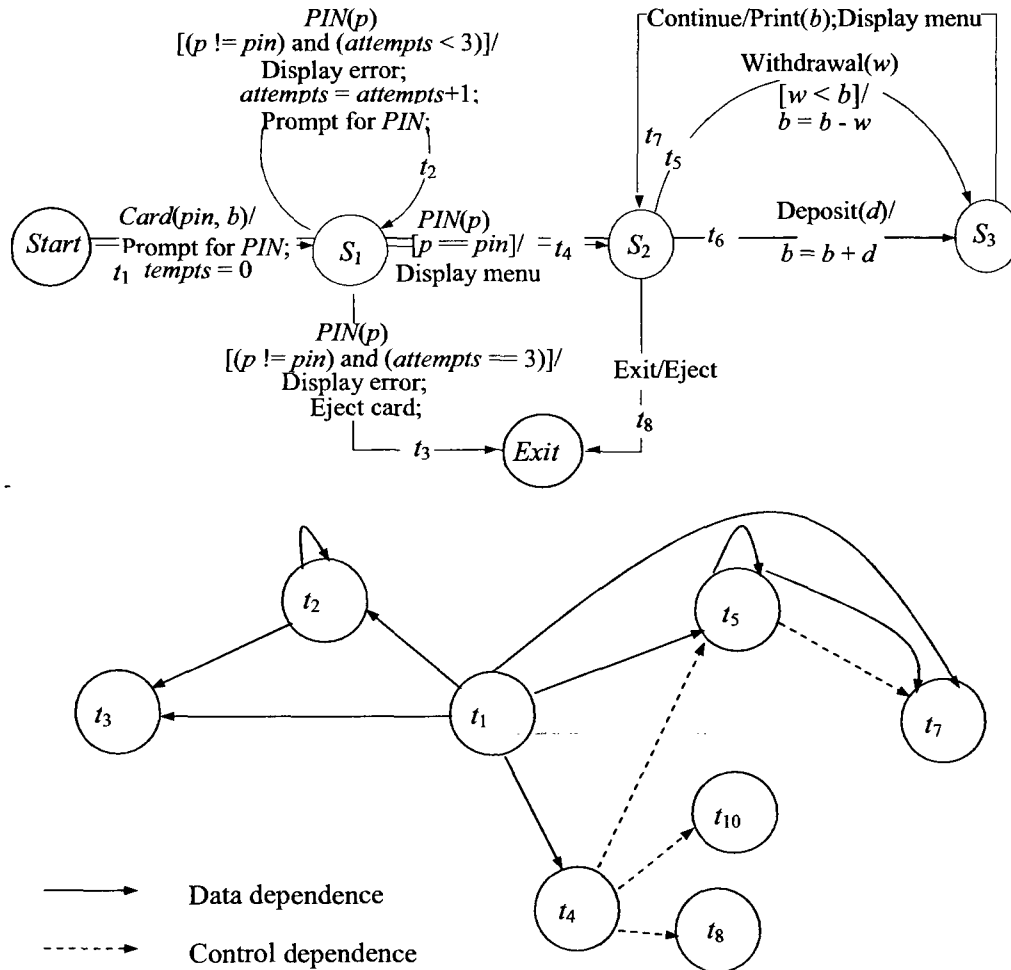 PIN(p)
[(p != pin) and (attempts < 3)]/
Display error;
attempts = attempts+1;
Prompt for PIN;
t2
Continue/Print(b);Display menu
Withdrawal(w)
[w < b]/
b = b - w
t7
t5
Start
Card(pin, b)/
Prompt for PIN;
t1 tempts = 0
S1
PIN(p)
[p == pin]/
t4
Display menu
S2
t6
Deposit(d)/
b = b + d
S3
PIN(p)
[(p != pin) and (attempts == 3)]/
Display error;
Eject card;
t3
Exit
Exit/Eject
t8
t2
t5
t3
t1
t7
t10
t4
t8
Data dependence
Control dependence